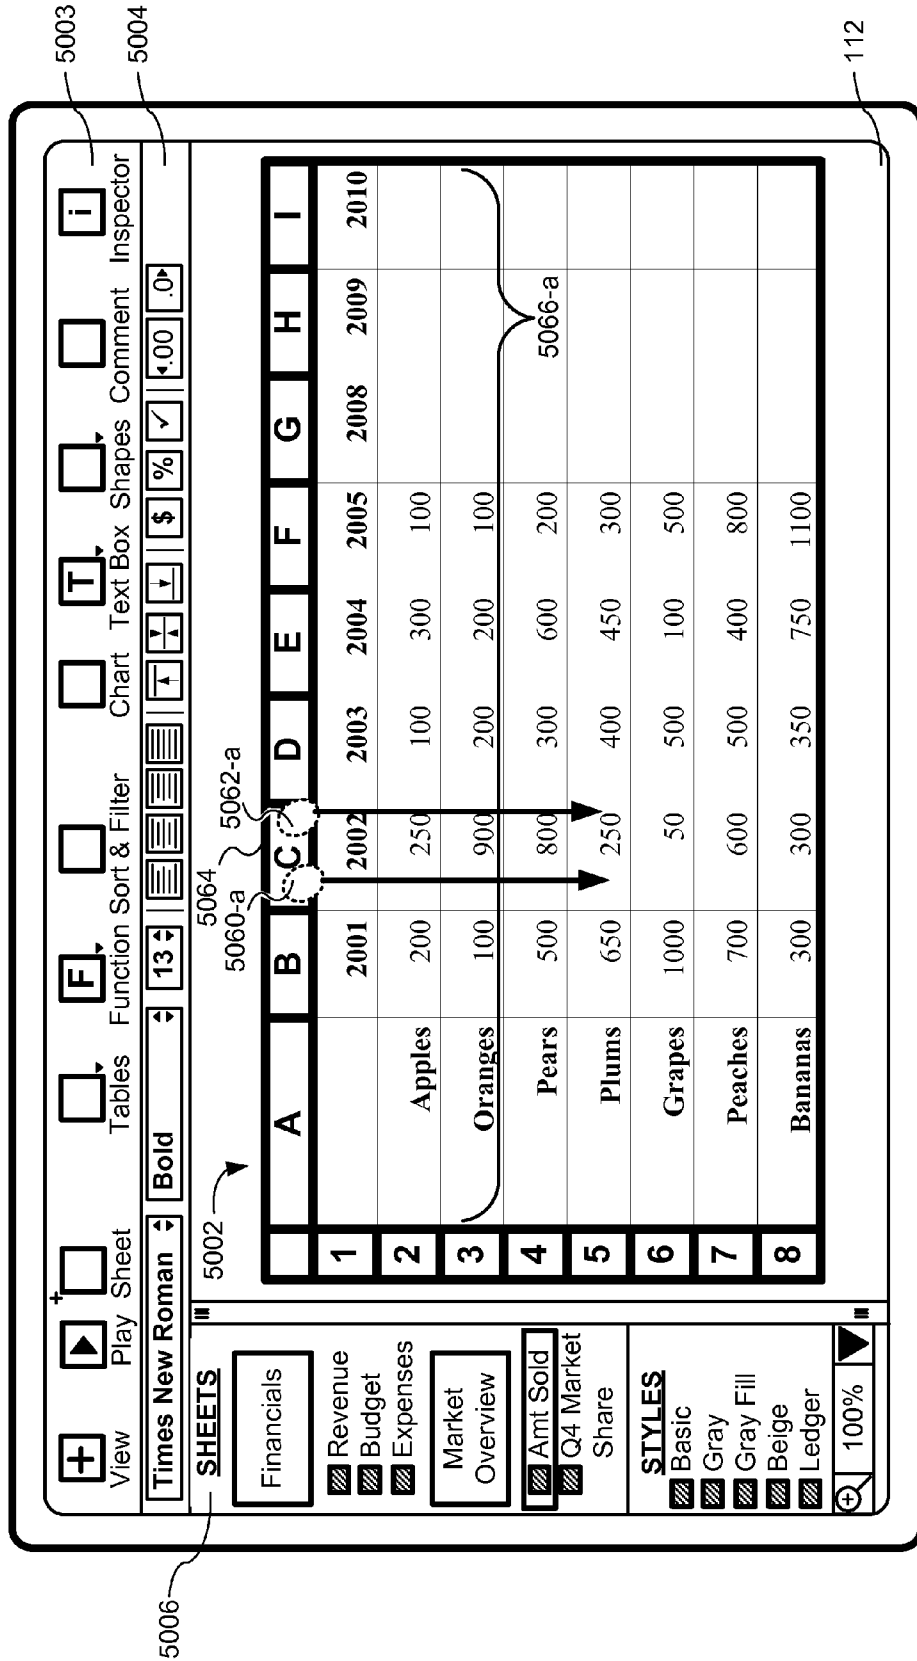 5003
5004
View Play Sheet Tables Function Sort & Filter Chart Text Box Shapes Comment Inspector
+ + F T i
Times New Roman Bold 13 $ % ✓ .00 .0
5006
SHEETS
Financials
Revenue
Budget
Expenses
Market
Overview
Amt Sold
Q4 Market
Share
STYLES
Basic
Gray
Gray Fill
Beige
Ledger
100%
5002
5060-a
5064
5062-a
A B C D E F G H I
1 2001 2002 2003 2004 2005 2008 2009 2010
2 Apples 200 250 100 300 100
3 Oranges 100 900 200 200 100
4 Pears 500 800 300 600 200
5 Plums 650 250 400 450 300
6 Grapes 1000 50 500 100 500
7 Peaches 700 600 500 400 800
8 Bananas 300 300 350 750 1100
5066-a
112